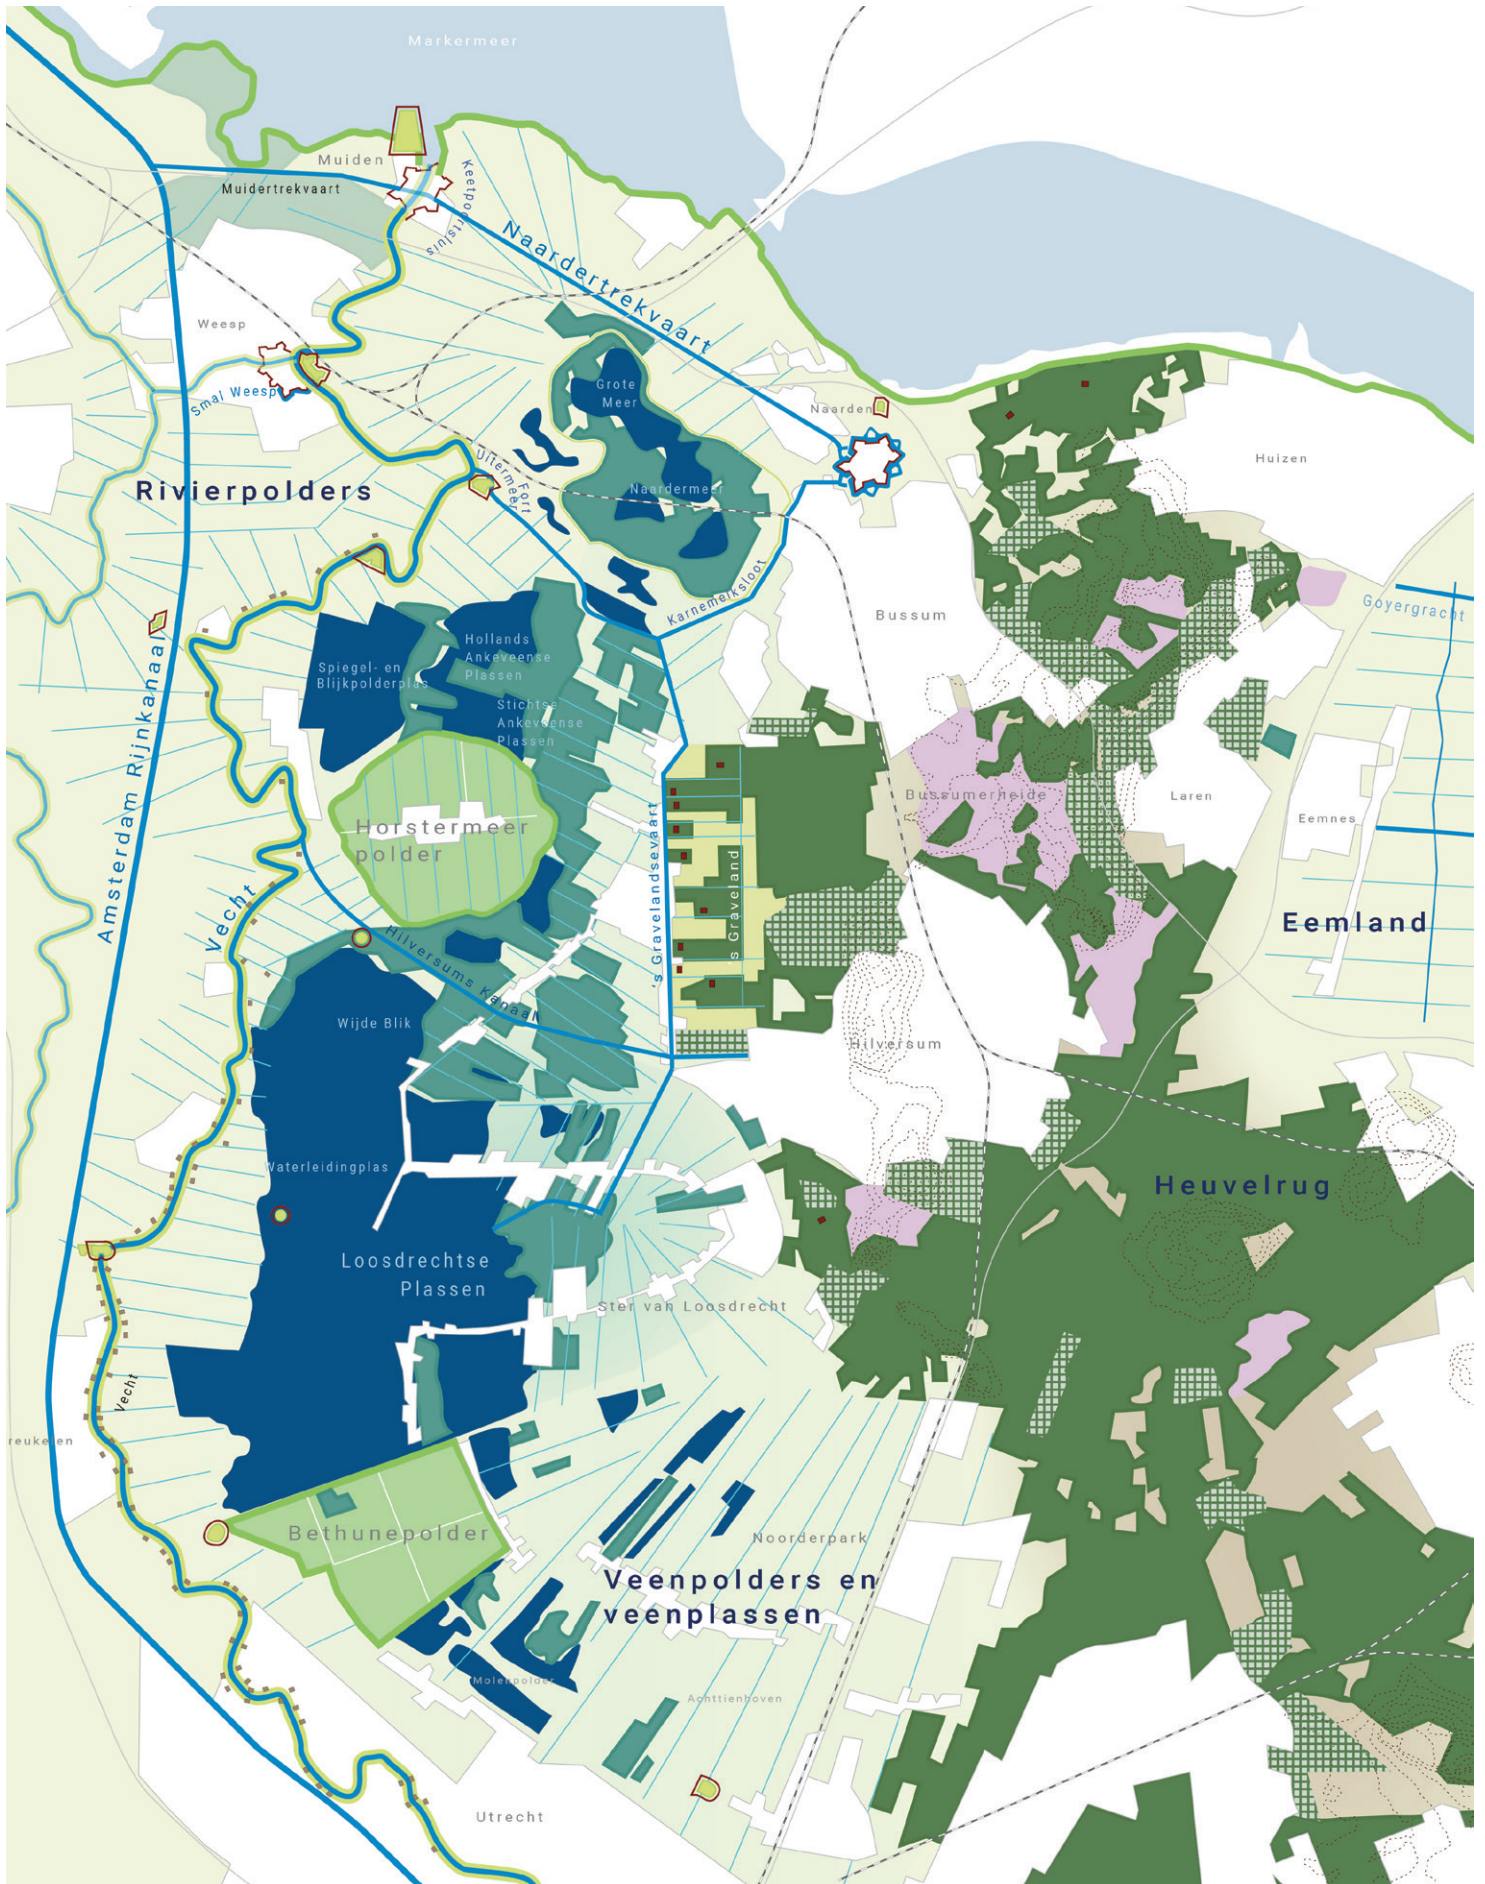 Markermeer
Muiden
Muidertrekvaart
Keetpoortsluis
Naardertrekvaart
Weesp
Smal Weesp
Grote
Meer
Naarden
Huizen
Uitermeer
Fort
Rivierpolders
Naardermeer
Karnemelksloot
Bussum
Goyergracht
Hollands
Ankeveense
Plassen
Spiegel- en
Blijkpolderplas
Stichtse
Ankeveense
Plassen
Amsterdam Rijnkanaal
Bussumerheide
Laren
Eemnes
Horstermeer
polder
's Gravelandsevaart
's Graveland
Vecht
Eemland
Hilversums Kanaal
Wijde Blik
Hilversum
Waterleidingplas
Heuvelrug
Loosdrechtse
Plassen
Ster van Loosdrecht
Vecht
reukelen
Bethunepolder
Noorderpark
Veenpolders en
veenplassen
Molenpolder
Achttienhoven
Utrecht